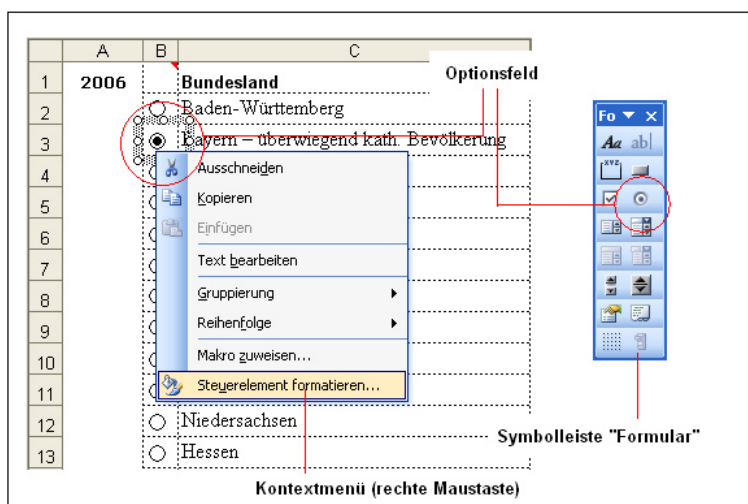 A B C
Optionsfeld
1 2006 Bundesland
2 Baden-Württemberg
Fo
3 Bayern – überwiegend kath. Bevölkerung
Aa ab
XYZ
4 Ausschneiden
5 Kopieren
6 Einfügen
7 Text bearbeiten
8 Gruppierung
9 Reihenfolge
10 Makro zuweisen...
11 Steuerelement formatieren...
12 Niedersachsen
Symbolleiste "Formular"
13 Hessen
Kontextmenü (rechte Maustaste)